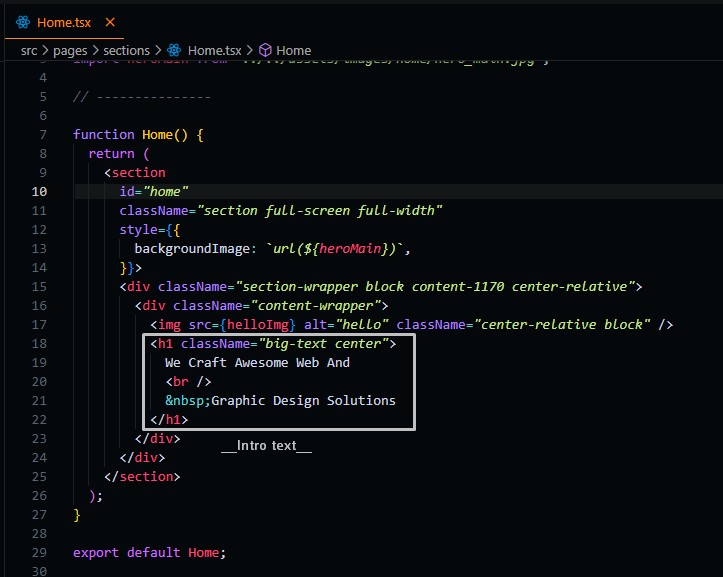 Home.tsx ×
src > pages > sections > Home.tsx > Home
3 import heroMain from "../../assets/images/home/hero_main.jpg";
4
5 // ---------------
6
7 function Home() {
8 return (
9 <section
10 id="home"
11 className="section full-screen full-width"
12 style={{
13 backgroundImage: `url(${heroMain})`,
14 }}>
15 <div className="section-wrapper block content-1170 center-relative">
16 <div className="content-wrapper">
17 <img src={helloImg} alt="hello" className="center-relative block" />
18 <h1 className="big-text center">
19 We Craft Awesome Web And
20 <br />
21 &nbsp;Graphic Design Solutions
22 </h1>
23 </div>
__Intro text__
24 </div>
25 </section>
26 );
27 }
28
29 export default Home;
30